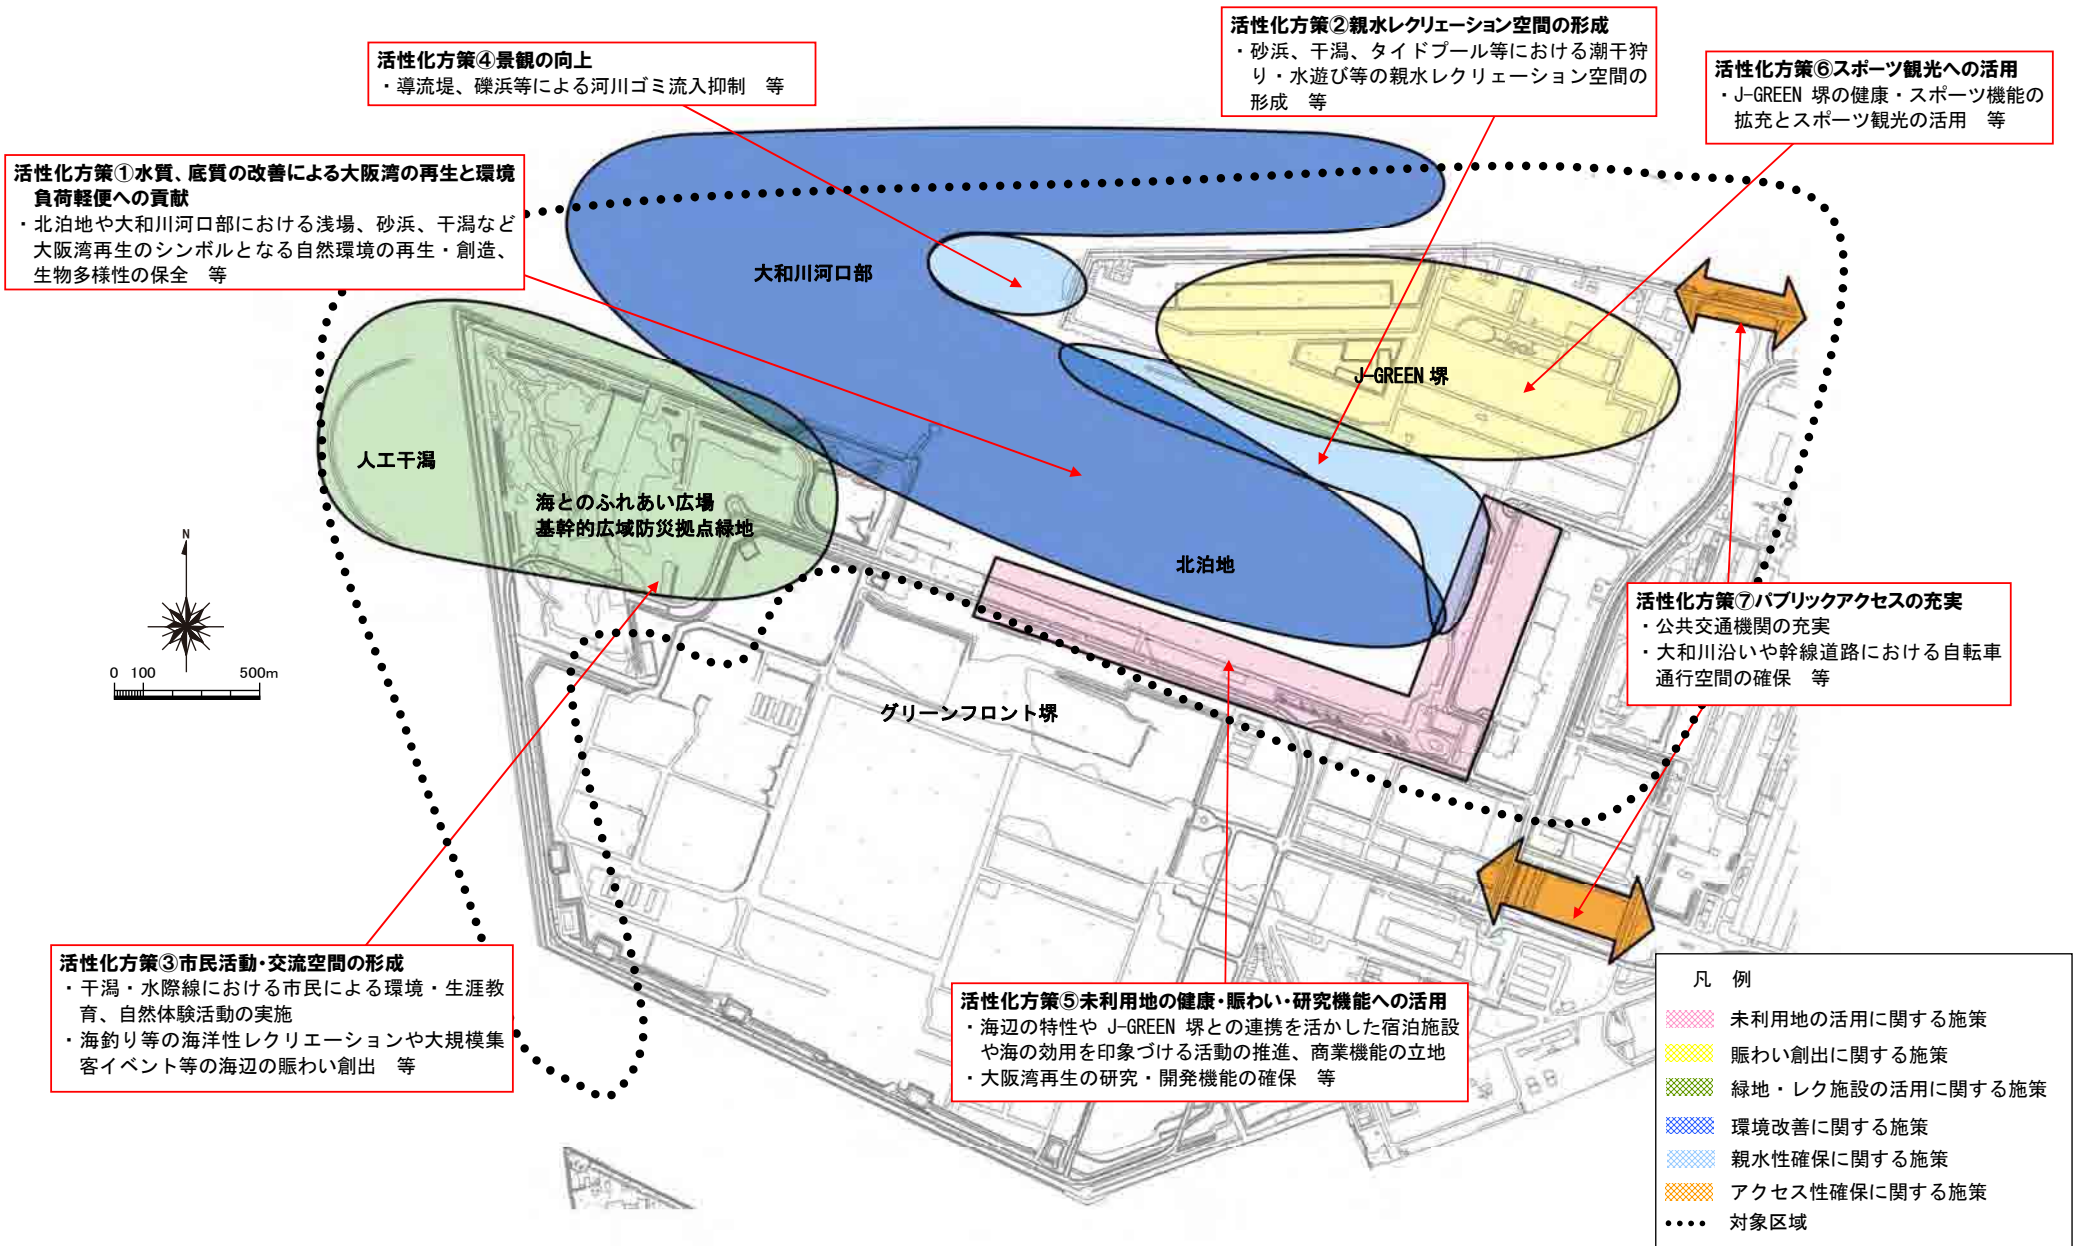 活性化方策④景観の向上
・導流堤、礫浜等による河川ゴミ流入抑制　等
活性化方策②親水レクリェーション空間の形成
・砂浜、干潟、タイドプール等における潮干狩
り・水遊び等の親水レクリェーション空間の
形成　等
活性化方策⑥スポーツ観光への活用
・J-GREEN 堺の健康・スポーツ機能の
拡充とスポーツ観光の活用　等
活性化方策①水質、底質の改善による大阪湾の再生と環境
負荷軽便への貢献
・北泊地や大和川河口部における浅場、砂浜、干潟など
大阪湾再生のシンボルとなる自然環境の再生・創造、
生物多様性の保全　等
大和川河口部
J-GREEN 堺
人工干潟
海とのふれあい広場
基幹的広域防災拠点緑地
北泊地
N
0 100 500m
グリーンフロント堺
活性化方策⑦パブリックアクセスの充実
・公共交通機関の充実
・大和川沿いや幹線道路における自転車
通行空間の確保　等
活性化方策③市民活動・交流空間の形成
・干潟・水際線における市民による環境・生涯教
育、自然体験活動の実施
・海釣り等の海洋性レクリエーションや大規模集
客イベント等の海辺の賑わい創出　等
活性化方策⑤未利用地の健康・賑わい・研究機能への活用
・海辺の特性や J-GREEN 堺との連携を活かした宿泊施設
や海の効用を印象づける活動の推進、商業機能の立地
・大阪湾再生の研究・開発機能の確保　等
凡　例
未利用地の活用に関する施策
賑わい創出に関する施策
緑地・レク施設の活用に関する施策
環境改善に関する施策
親水性確保に関する施策
アクセス性確保に関する施策
対象区域